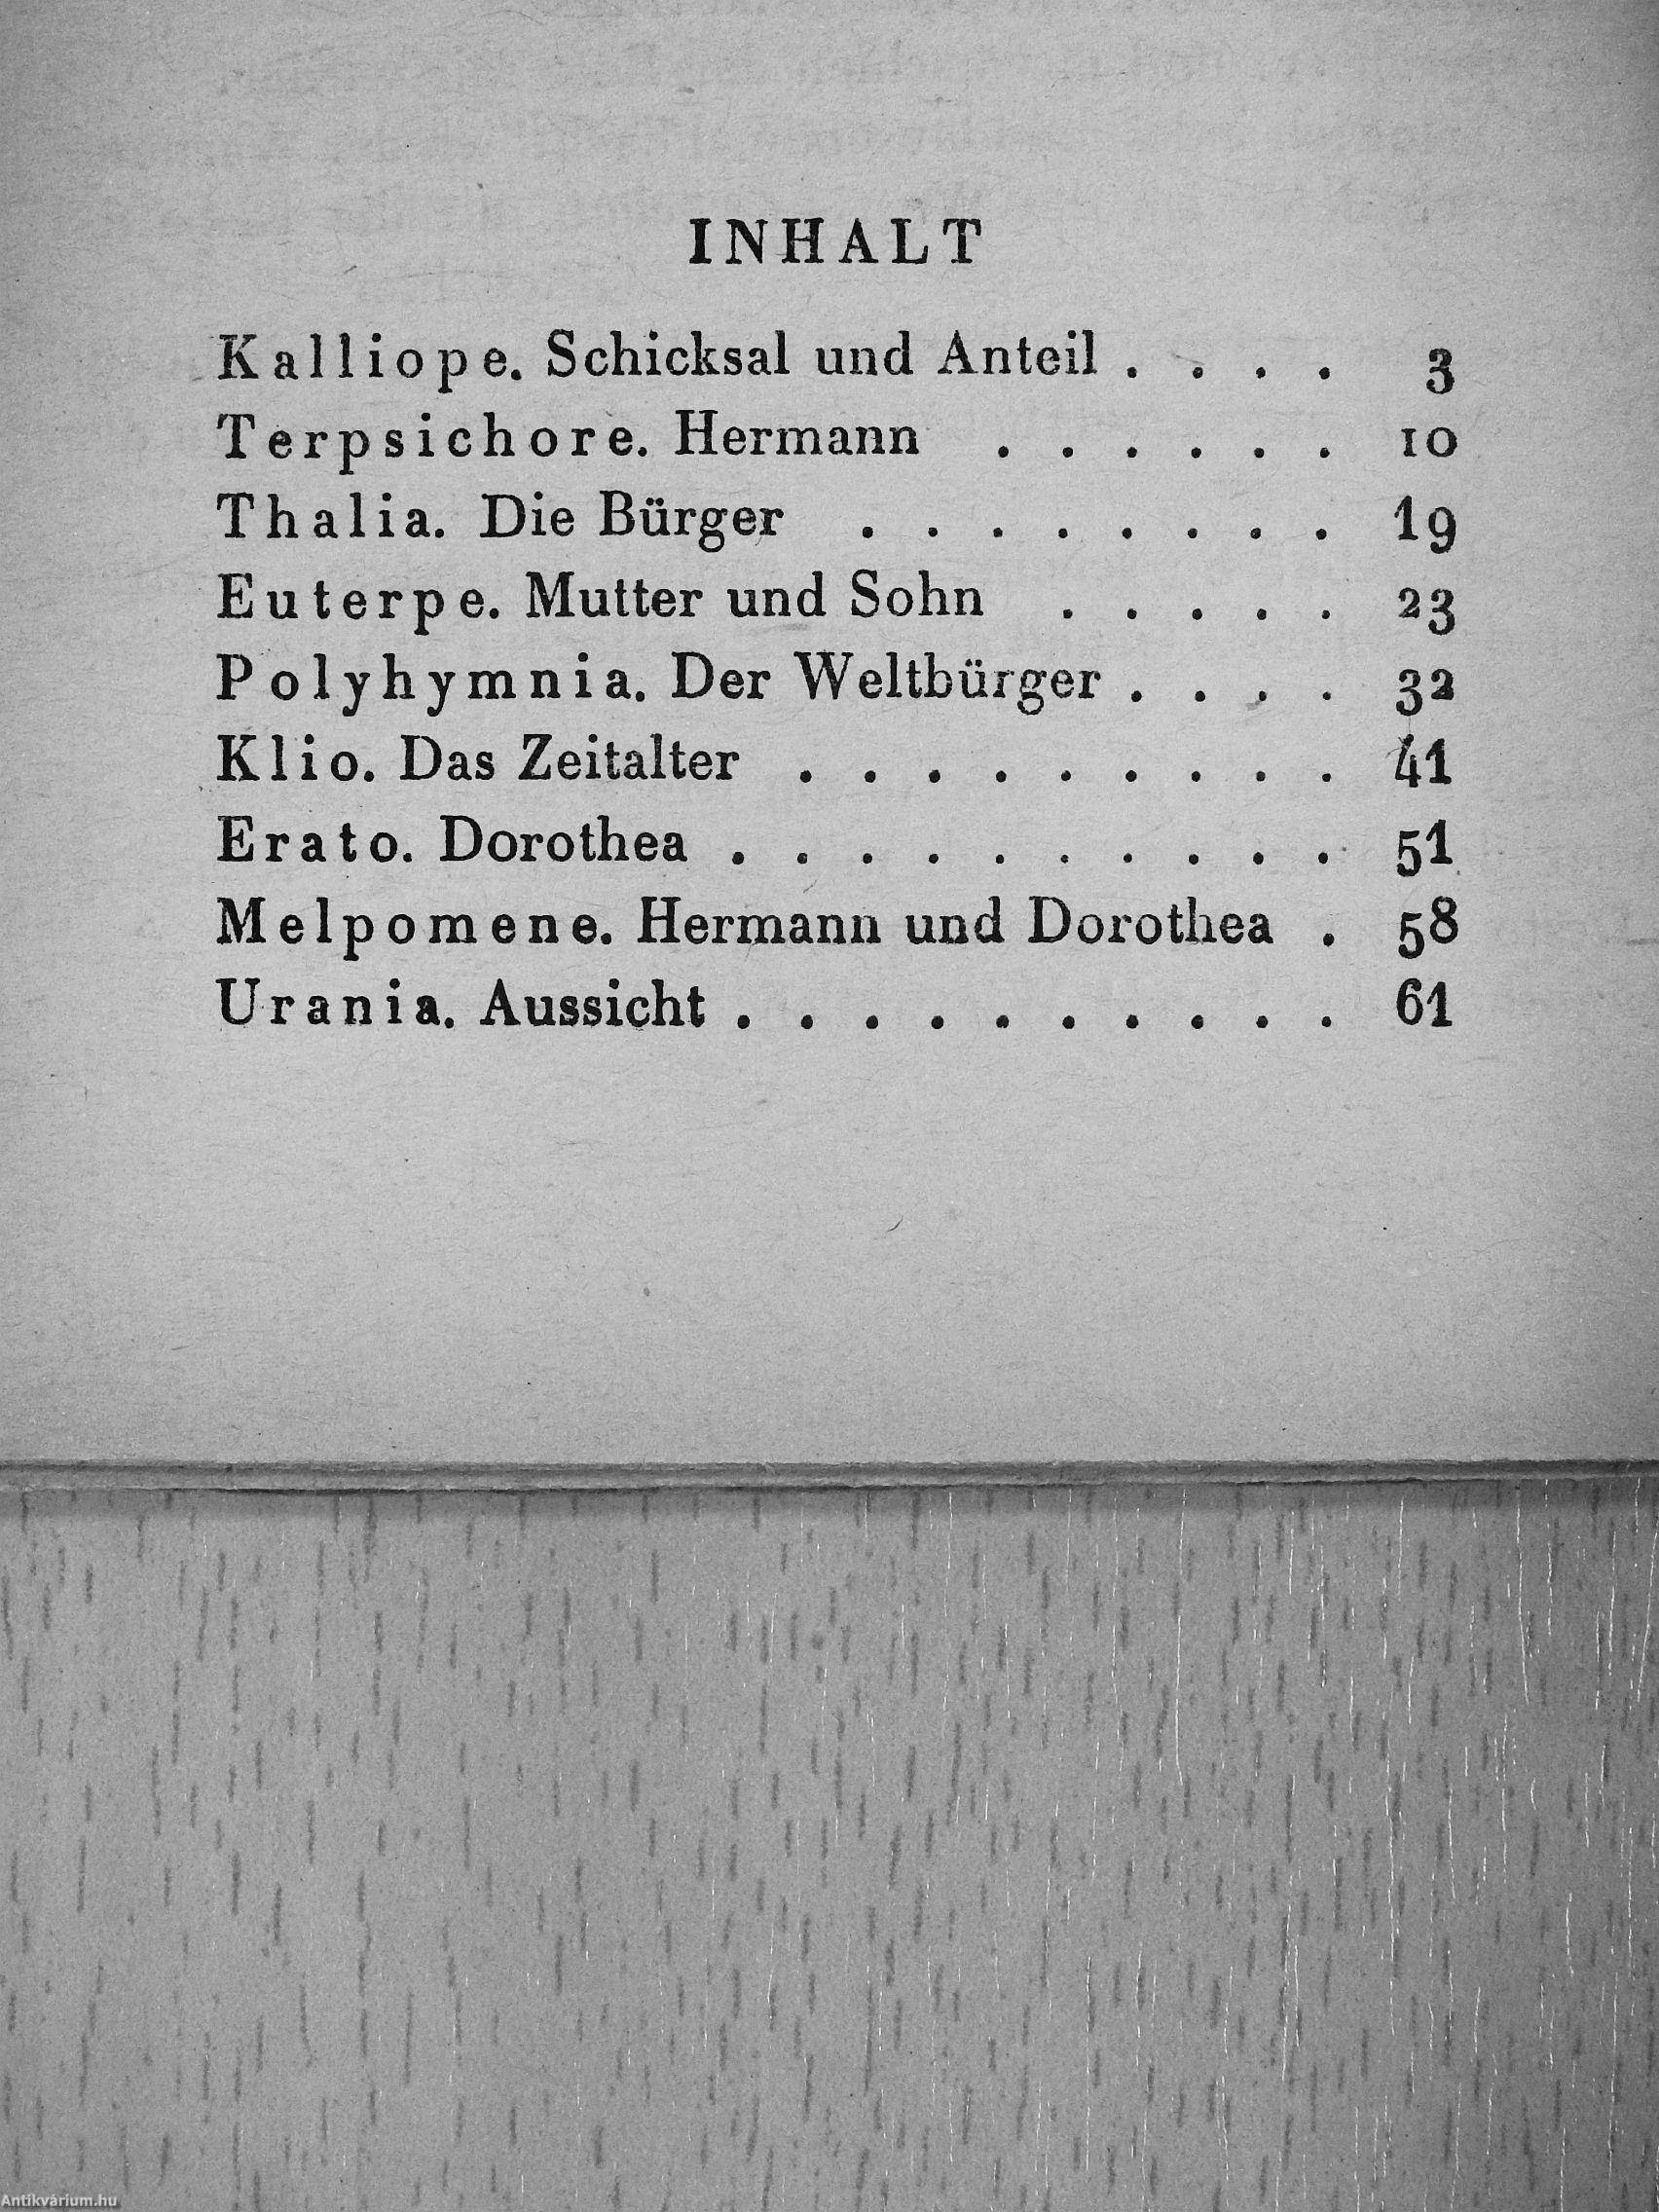 INHALT
Kalliope. Schicksal und Anteil . . . . 3
Terpsichore. Hermann . . . . . . 10
Thalia. Die Bürger . . . . . . . . 19
Euterpe. Mutter und Sohn . . . . . 23
Polyhymnia. Der Weltbürger . . . . 32
Klio. Das Zeitalter . . . . . . . . . 41
Erato. Dorothea . . . . . . . . . . 51
Melpomene. Hermann und Dorothea . 58
Urania. Aussicht . . . . . . . . . . 61
Antikvárium.hu